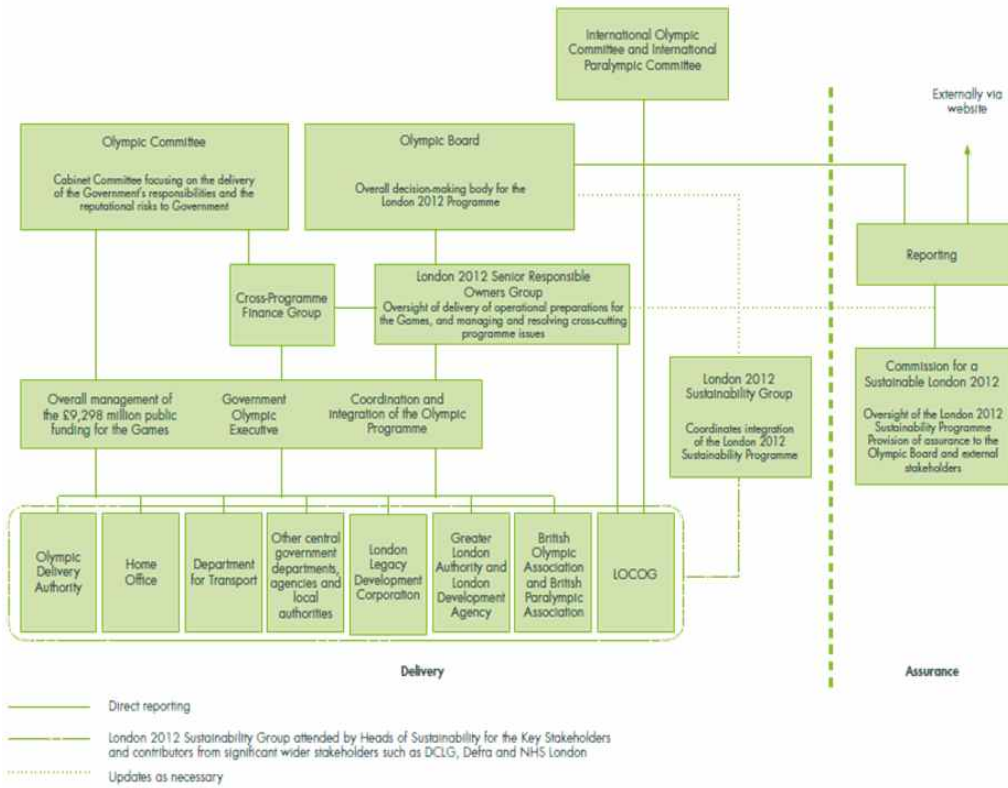 International Olympic
Committee and International
Paralympic Committee
Externally via
website
Olympic Committee
Cabinet Committee focusing on the delivery
of the Government's responsibilities and the
reputational risks to Government
Olympic Board
Overall decision-making body for the
London 2012 Programme
Reporting
Cross-Programme
Finance Group
London 2012 Senior Responsible
Owners Group
Oversight of delivery of operational preparations for
the Games, and managing and resolving cross-cutting
programme issues
Overall management of
the £9,298 million public
funding for the Games
Government
Olympic
Executive
Coordination and
integration of the Olympic
Programme
London 2012
Sustainability Group
Coordinates integration
of the London 2012
Sustainability Programme
Commission for a
Sustainable London 2012
Oversight of the London 2012
Sustainability Programme
Provision of assurance to the
Olympic Board and external
stakeholders
Olympic
Delivery
Authority
Home
Office
Department
for Transport
Other central
government
departments,
agencies and
local
authorities
London
Legacy
Development
Corporation
Greater
London
Authority and
London
Development
Agency
British
Olympic
Association
and British
Paralympic
Association
LOCOG
Delivery
Assurance
Direct reporting
London 2012 Sustainability Group attended by Heads of Sustainability for the Key Stakeholders
and contributors from significant wider stakeholders such as DCLG, Defra and NHS London
Updates as necessary